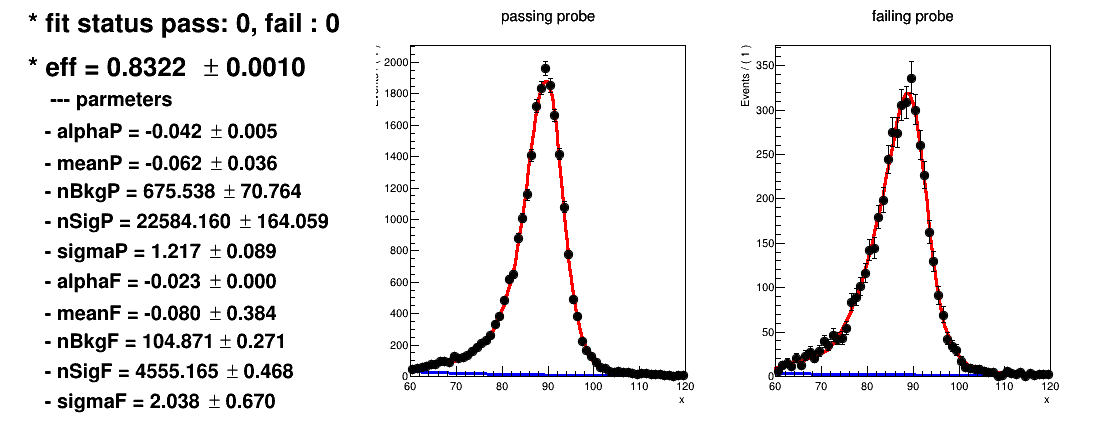 * fit status pass: 0, fail : 0
* eff = 0.8322 ± 0.0010
--- parmeters
- alphaP = -0.042 ± 0.005
- meanP = -0.062 ± 0.036
- nBkgP = 675.538 ± 70.764
- nSigP = 22584.160 ± 164.059
- sigmaP = 1.217 ± 0.089
- alphaF = -0.023 ± 0.000
- meanF = -0.080 ± 0.384
- nBkgF = 104.871 ± 0.271
- nSigF = 4555.165 ± 0.468
- sigmaF = 2.038 ± 0.670
passing probe
2000
1800
1600
1400
1200
1000
800
600
400
200
0
60 70 80 90 100 110 120
x
failing probe
Events / ( 1 )
350
300
250
200
150
100
50
0
60 70 80 90 100 110 120
x